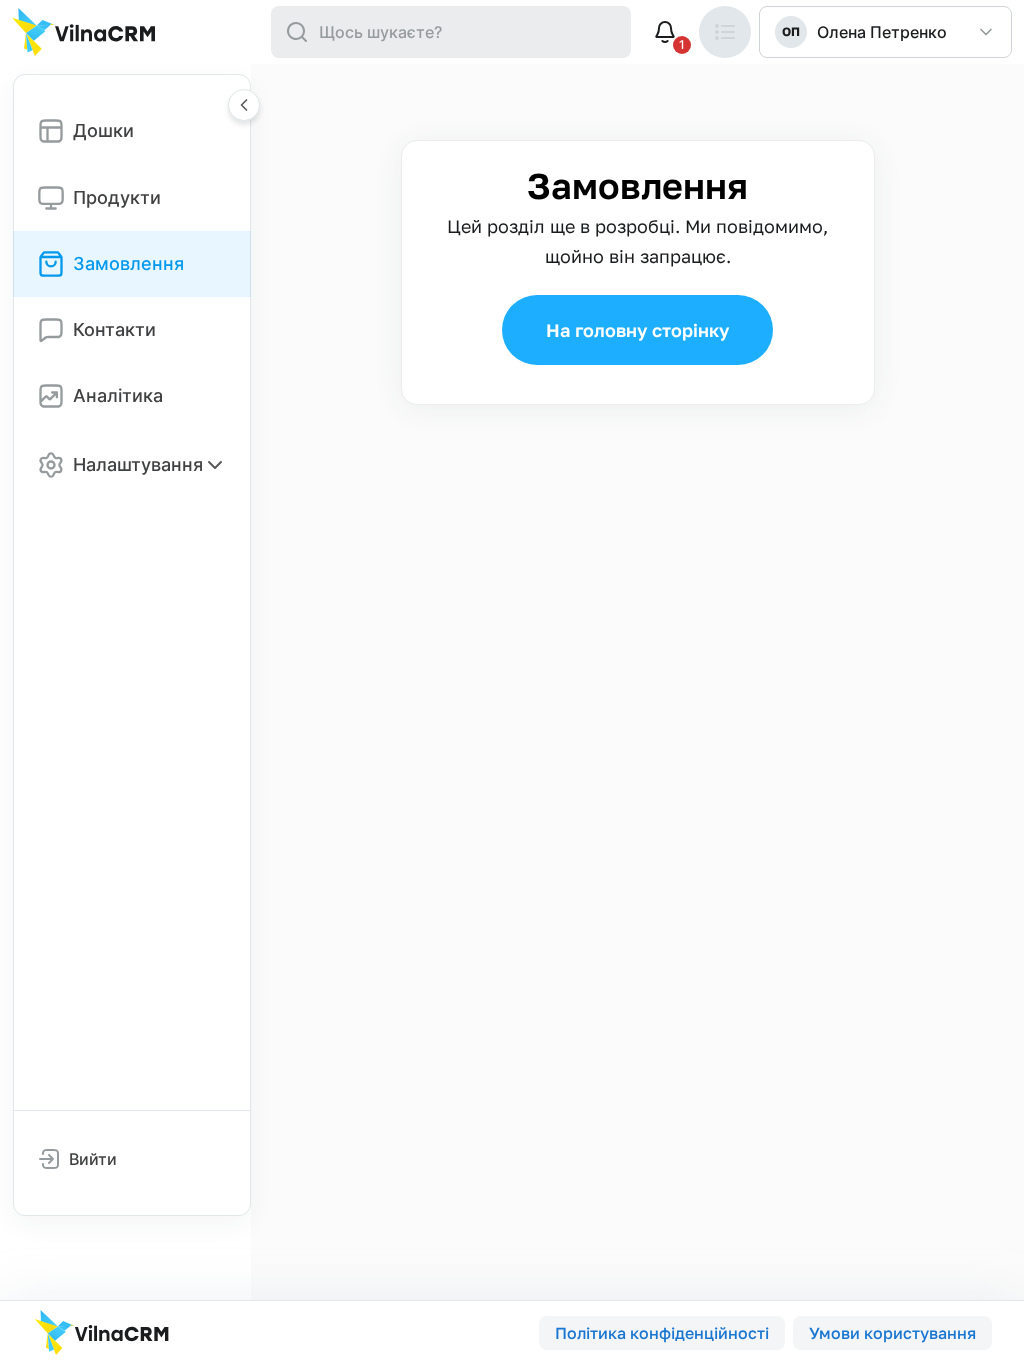 VilnaCRM
Щось шукаєте?
1
ОП
Олена Петренко
Дошки
Продукти
Замовлення
Контакти
Аналітика
Налаштування
Вийти
Замовлення
Цей розділ ще в розробці. Ми повідомимо,
щойно він запрацює.
На головну сторінку
VilnaCRM
Політика конфіденційності
Умови користування